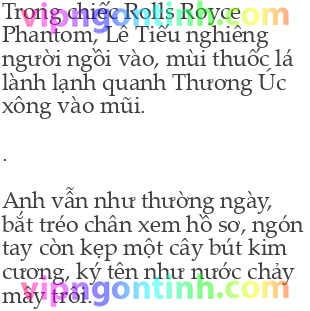 vipngontinh.com
Trong chiếc Rolls Royce
Phantom, Lê Tiếu nghiêng
người ngồi vào, mùi thuốc lá
lành lạnh quanh Thương Úc
xông vào mũi.
.
Anh vẫn như thường ngày,
bắt tréo chân xem hồ sơ, ngón
tay còn kẹp một cây bút kim
cương, ký tên như nước chảy
mây trôi.
vipngontinh.com